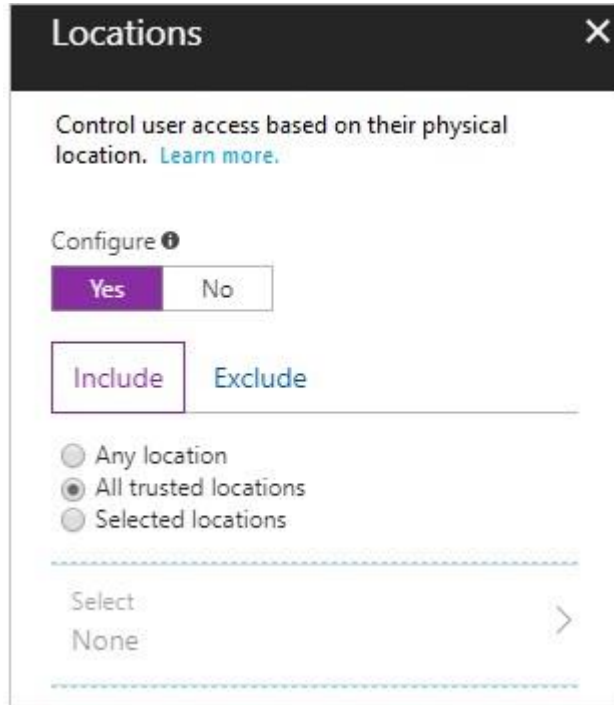 Locations
Control user access based on their physical
location. Learn more.
Configure
Yes No
Include Exclude
Any location
All trusted locations
Selected locations
Select
None